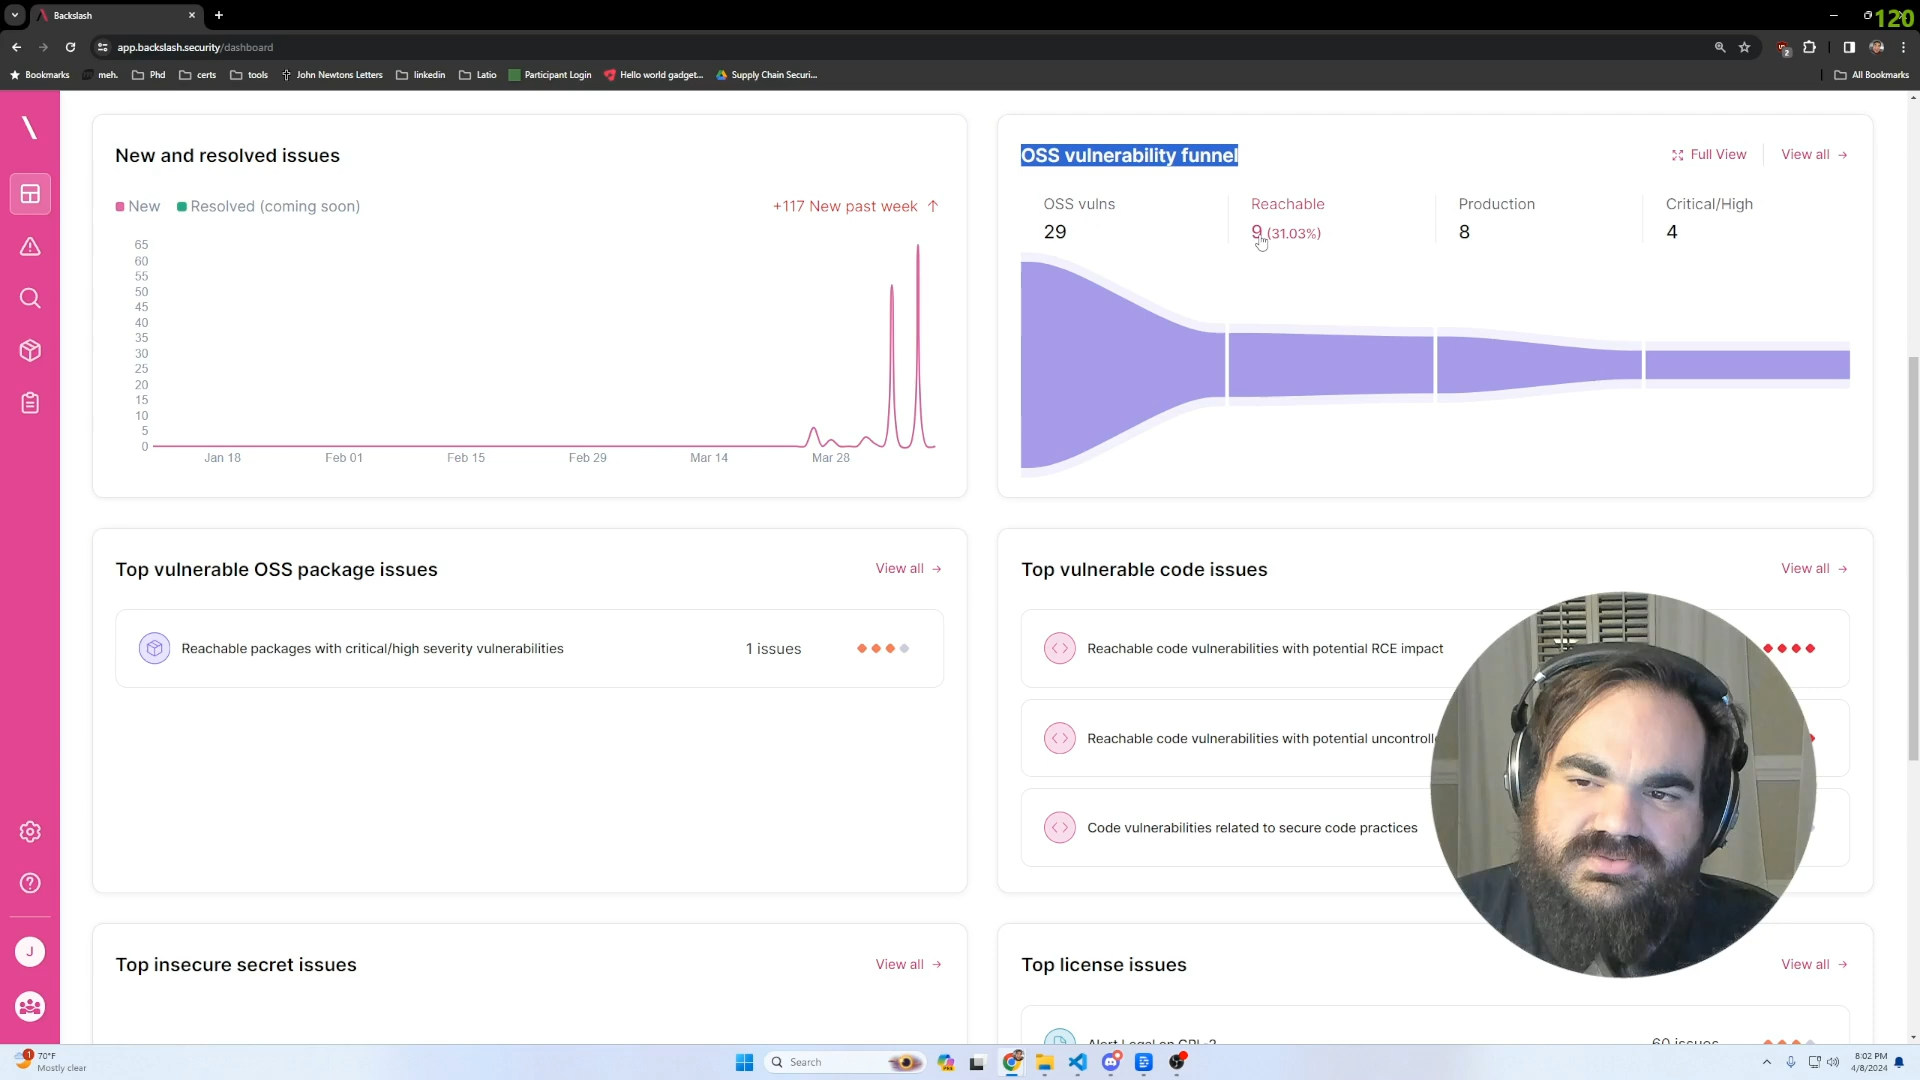 Backslash
120
app.backslash.security/dashboard
Bookmarks
meh.
Phd
certs
tools
John Newtons Letters
linkedin
Latio
Participant Login
Hello world gadget...
Supply Chain Securi...
All Bookmarks
New and resolved issues
New
Resolved (coming soon)
+117 New past week
65
60
55
50
45
40
35
30
25
20
15
10
5
0
Jan 18
Feb 01
Feb 15
Feb 29
Mar 14
Mar 28
OSS vulnerability funnel
Full View
View all
OSS vulns
29
Reachable
9 (31.03%)
Production
8
Critical/High
4
Top vulnerable OSS package issues
View all
Reachable packages with critical/high severity vulnerabilities
1 issues
Top vulnerable code issues
View all
Reachable code vulnerabilities with potential RCE impact
Reachable code vulnerabilities with potential
Code vulnerabilities related to secure code practices
Top insecure secret issues
View all
Top license issues
View all
J
70°F
Mostly clear
Search
8:02 PM
4/8/2024